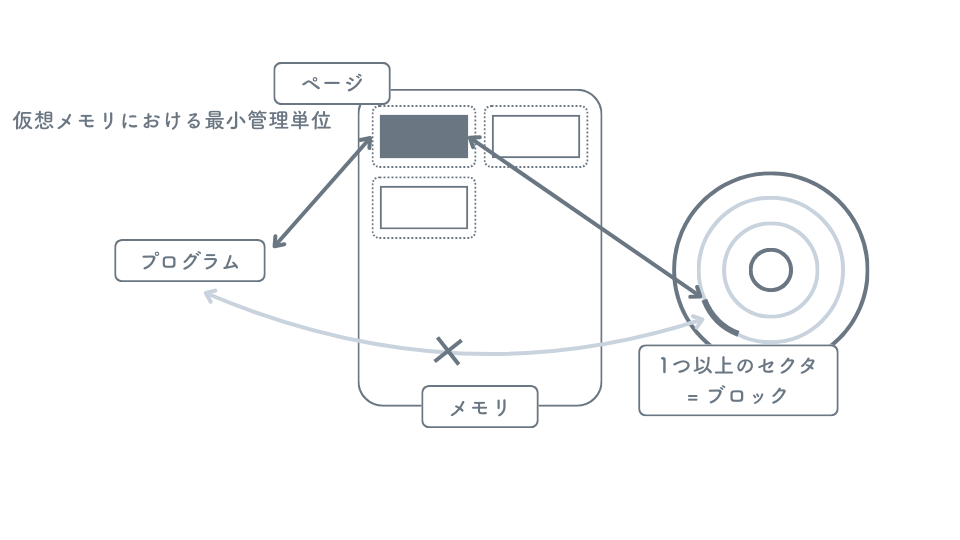 ページ
仮想メモリにおける最小管理単位
プログラム
1つ以上のセクタ
= ブロック
メモリ